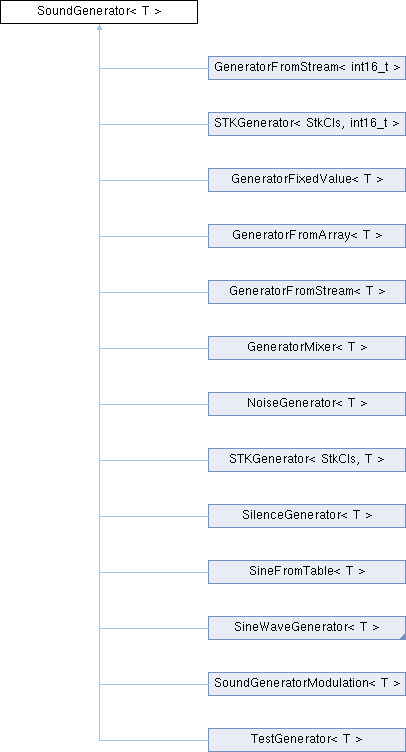 SoundGenerator< T >
GeneratorFromStream< int16_t >
STKGenerator< StkCls, int16_t >
GeneratorFixedValue< T >
GeneratorFromArray< T >
GeneratorFromStream< T >
GeneratorMixer< T >
NoiseGenerator< T >
STKGenerator< StkCls, T >
SilenceGenerator< T >
SineFromTable< T >
SineWaveGenerator< T >
SoundGeneratorModulation< T >
TestGenerator< T >